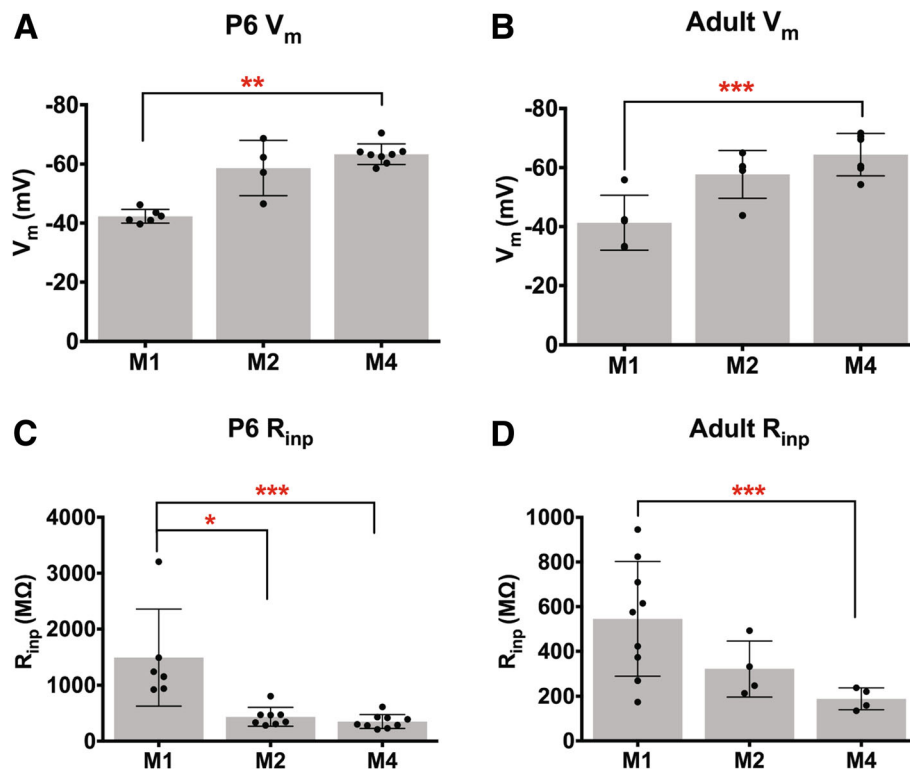 A
P6 Vm
**
Vm (mV)
-80
-60
-40
-20
0
M1 M2 M4
B
Adult Vm
***
Vm (mV)
-80
-60
-40
-20
0
M1 M2 M4
C
P6 Rinp
***
*
Rinp (MΩ)
4000
3000
2000
1000
0
M1 M2 M4
D
Adult Rinp
***
Rinp (MΩ)
1000
800
600
400
200
0
M1 M2 M4